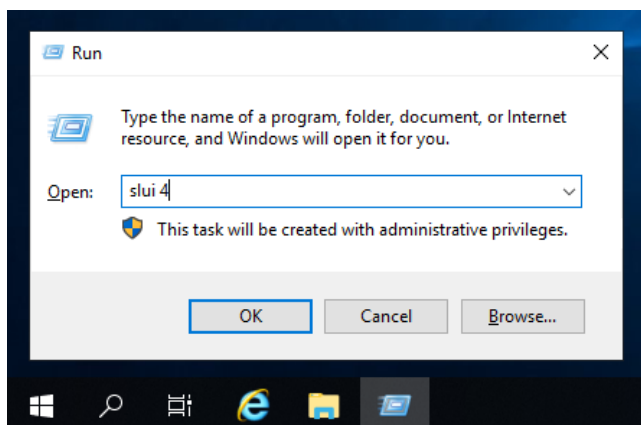 Run
Type the name of a program, folder, document, or Internet
resource, and Windows will open it for you.
Open: slui 4
This task will be created with administrative privileges.
OK Cancel Browse...